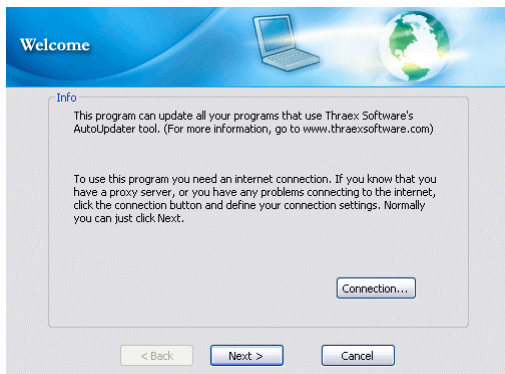 Welcome
Info
This program can update all your programs that use Thraex Software's
AutoUpdater tool. (For more information, go to www.thraexsoftware.com)
To use this program you need an internet connection. If you know that you
have a proxy server, or you have any problems connecting to the internet,
click the connection button and define your connection settings. Normally
you can just click Next.
Connection...
< Back
Next >
Cancel